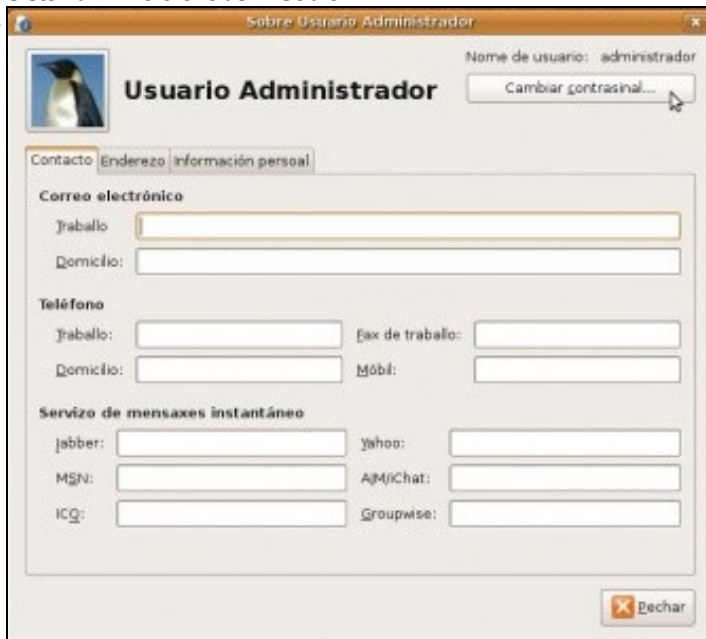 Sobre Usuario Administrador
Nome de usuario: administrador
Usuario Administrador
Cambiar contrasinal...
Contacto Enderezo Información persoal
Correo electrónico
Traballo
Domicilio:
Teléfono
Traballo: Fax de traballo:
Domicilio: Móbil:
Servizo de mensaxes instantáneo
Jabber: Yahoo:
MSN: AIM/iChat:
ICQ: Groupwise:
Pechar